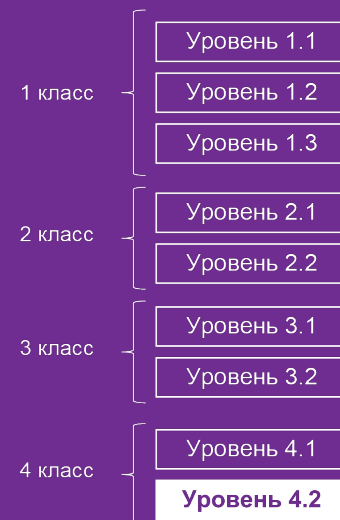 1 класс
Уровень 1.1
Уровень 1.2
Уровень 1.3
2 класс
Уровень 2.1
Уровень 2.2
3 класс
Уровень 3.1
Уровень 3.2
4 класс
Уровень 4.1
Уровень 4.2